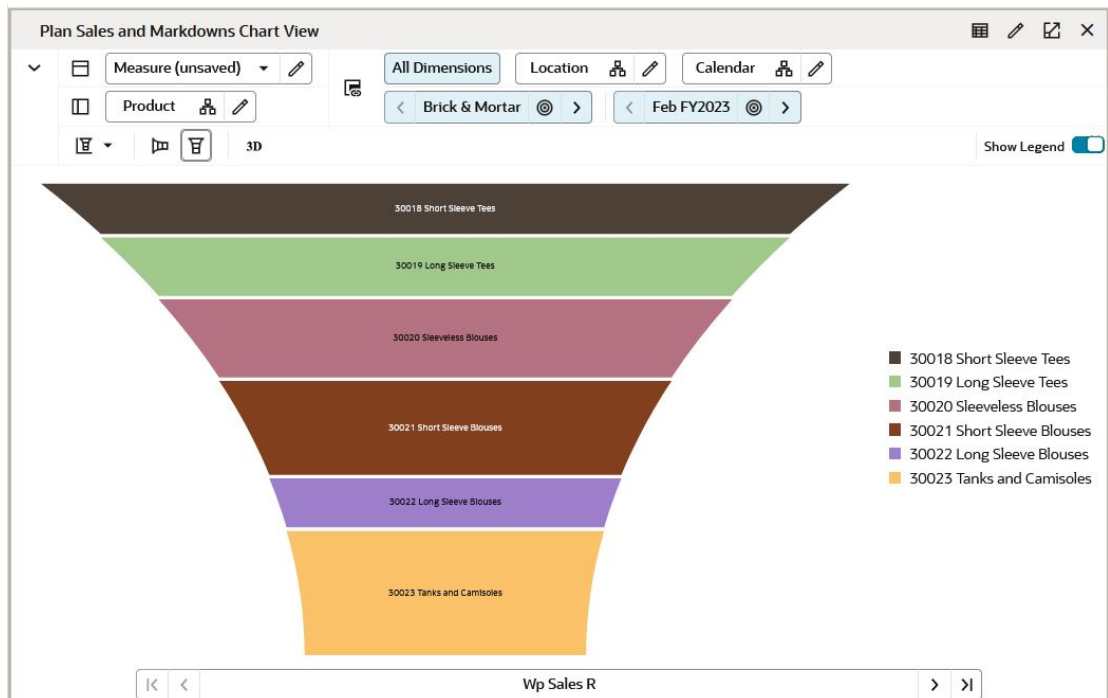 Plan Sales and Markdowns Chart View
Measure (unsaved)
All Dimensions
Location
Calendar
Product
Brick & Mortar
Feb FY2023
3D
Show Legend
30018 Short Sleeve Tees
30019 Long Sleeve Tees
30020 Sleeveless Blouses
30021 Short Sleeve Blouses
30022 Long Sleeve Blouses
30023 Tanks and Camisoles
30018 Short Sleeve Tees
30019 Long Sleeve Tees
30020 Sleeveless Blouses
30021 Short Sleeve Blouses
30022 Long Sleeve Blouses
30023 Tanks and Camisoles
Wp Sales R